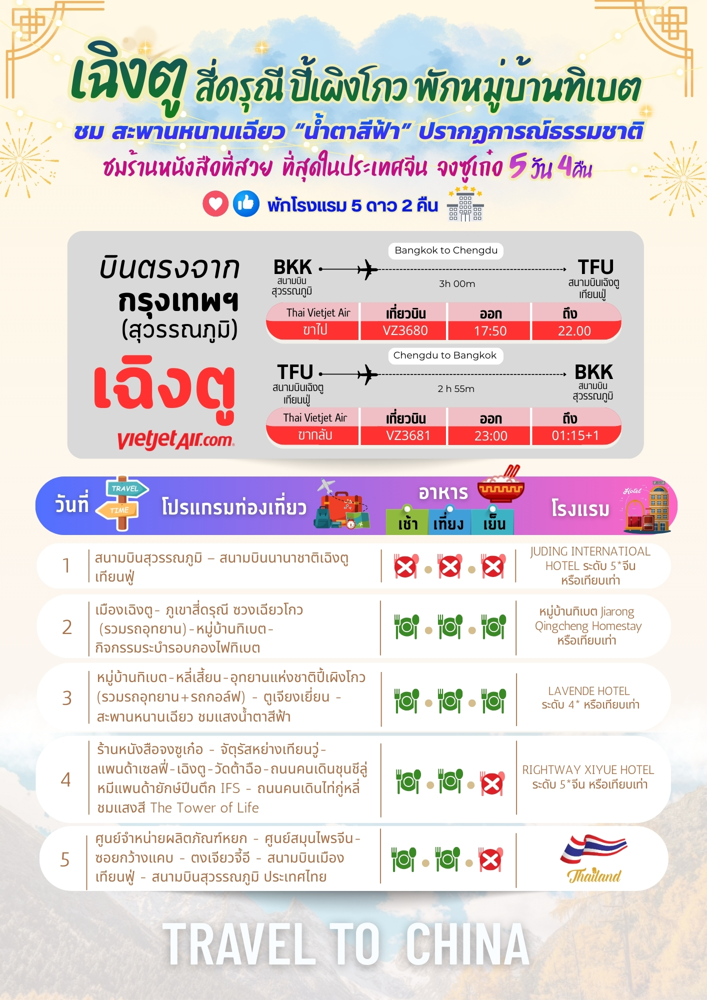 เฉิงตู สี่ดรุณี ปี้เผิงโกว พักหมู่บ้านทิเบต
ชม สะพานหนานเฉียว “น้ำตาสีฟ้า” ปรากฏการณ์ธรรมชาติ
ชมร้านหนังสือที่สวย ที่สุดในประเทศจีน จงซูเก๋อ 5 วัน 4 คืน
พักโรงแรม 5 ดาว 2 คืน
บินตรงจาก
กรุงเทพฯ
(สุวรรณภูมิ)
เฉิงตู
vietjetAir.com
Bangkok to Chengdu
BKK
สนามบิน
สุวรรณภูมิ
3h 00m
TFU
สนามบินเฉิงตู
เทียนฟู่
Thai Vietjet Air เที่ยวบิน ออก ถึง
ขาไป VZ3680 17:50 22.00
Chengdu to Bangkok
TFU
สนามบินเฉิงตู
เทียนฟู่
2 h 55m
BKK
สนามบิน
สุวรรณภูมิ
Thai Vietjet Air เที่ยวบิน ออก ถึง
ขากลับ VZ3681 23:00 01:15+1
วันที่
TRAVEL
TIME
โปรแกรมท่องเที่ยว
อาหาร
เช้า เที่ยง เย็น
โรงแรม
Hotel
1
สนามบินสุวรรณภูมิ – สนามบินนานาชาติเฉิงตู
เทียนฟู่
JUDING INTERNATIOAL
HOTEL ระดับ 5*จีน
หรือเทียบเท่า
2
เมืองเฉิงตู- ภูเขาสี่ดรุณี ซวงเฉียวโกว
(รวมรถอุทยาน)-หมู่บ้านทิเบต-
กิจกรรมระบำรอบกองไฟทิเบต
หมู่บ้านทิเบต Jiarong
Qingcheng Homestay
หรือเทียบเท่า
3
หมู่บ้านทิเบต-หลี่เสี้ยน-อุทยานแห่งชาติปี้เผิงโกว
(รวมรถอุทยาน+รถกอล์ฟ) - ตูเจียงเยี่ยน -
สะพานหนานเฉียว ชมแสงน้ำตาสีฟ้า
LAVENDE HOTEL
ระดับ 4* หรือเทียบเท่า
4
ร้านหนังสือจงซูเก๋อ - จัตุรัสหย่างเทียนวู่-
แพนด้าเซลฟี่-เฉิงตู-วัดต้าฉือ-ถนนคนเดินชุนซีลู่
หมีแพนด้ายักษ์ปีนตึก IFS - ถนนคนเดินไท่กู่หลี่
ชมแสงสี The Tower of Life
RIGHTWAY XIYUE HOTEL
ระดับ 5*จีน หรือเทียบเท่า
5
ศูนย์จำหน่ายผลิตภัณฑ์หยก - ศูนย์สมุนไพรจีน-
ซอยกว้างแคบ - ตงเจียวจี้อี - สนามบินเมือง
เทียนฟู่ - สนามบินสุวรรณภูมิ ประเทศไทย
Thailand
TRAVEL TO CHINA